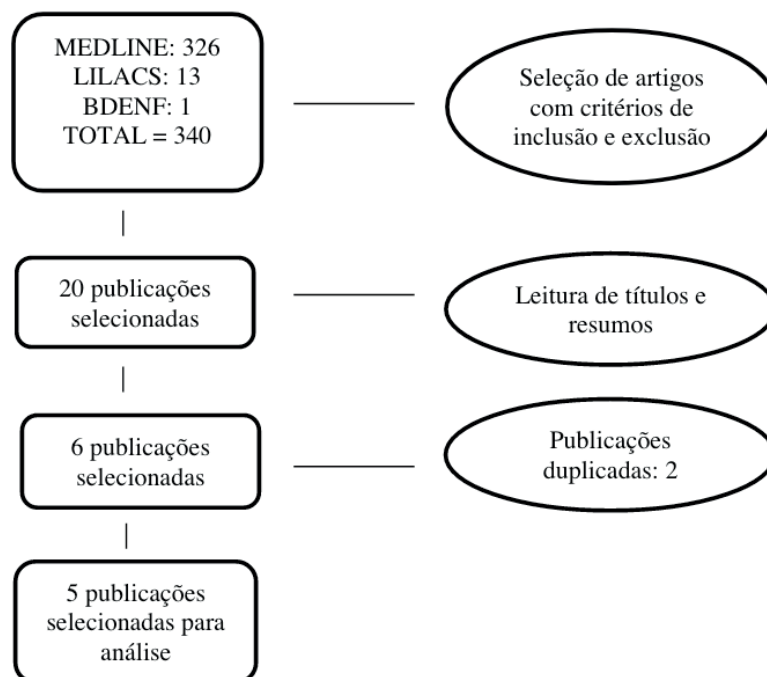 MEDLINE: 326
LILACS: 13
BDENF: 1
TOTAL = 340
Seleção de artigos
com critérios de
inclusão e exclusão
20 publicações
selecionadas
Leitura de títulos e
resumos
6 publicações
selecionadas
Publicações
duplicadas: 2
5 publicações
selecionadas para
análise